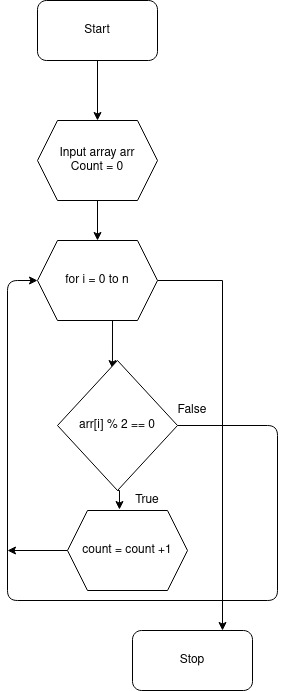 Start
Input array arr
Count = 0
for i = 0 to n
arr[i] % 2 == 0
False
True
count = count +1
Stop